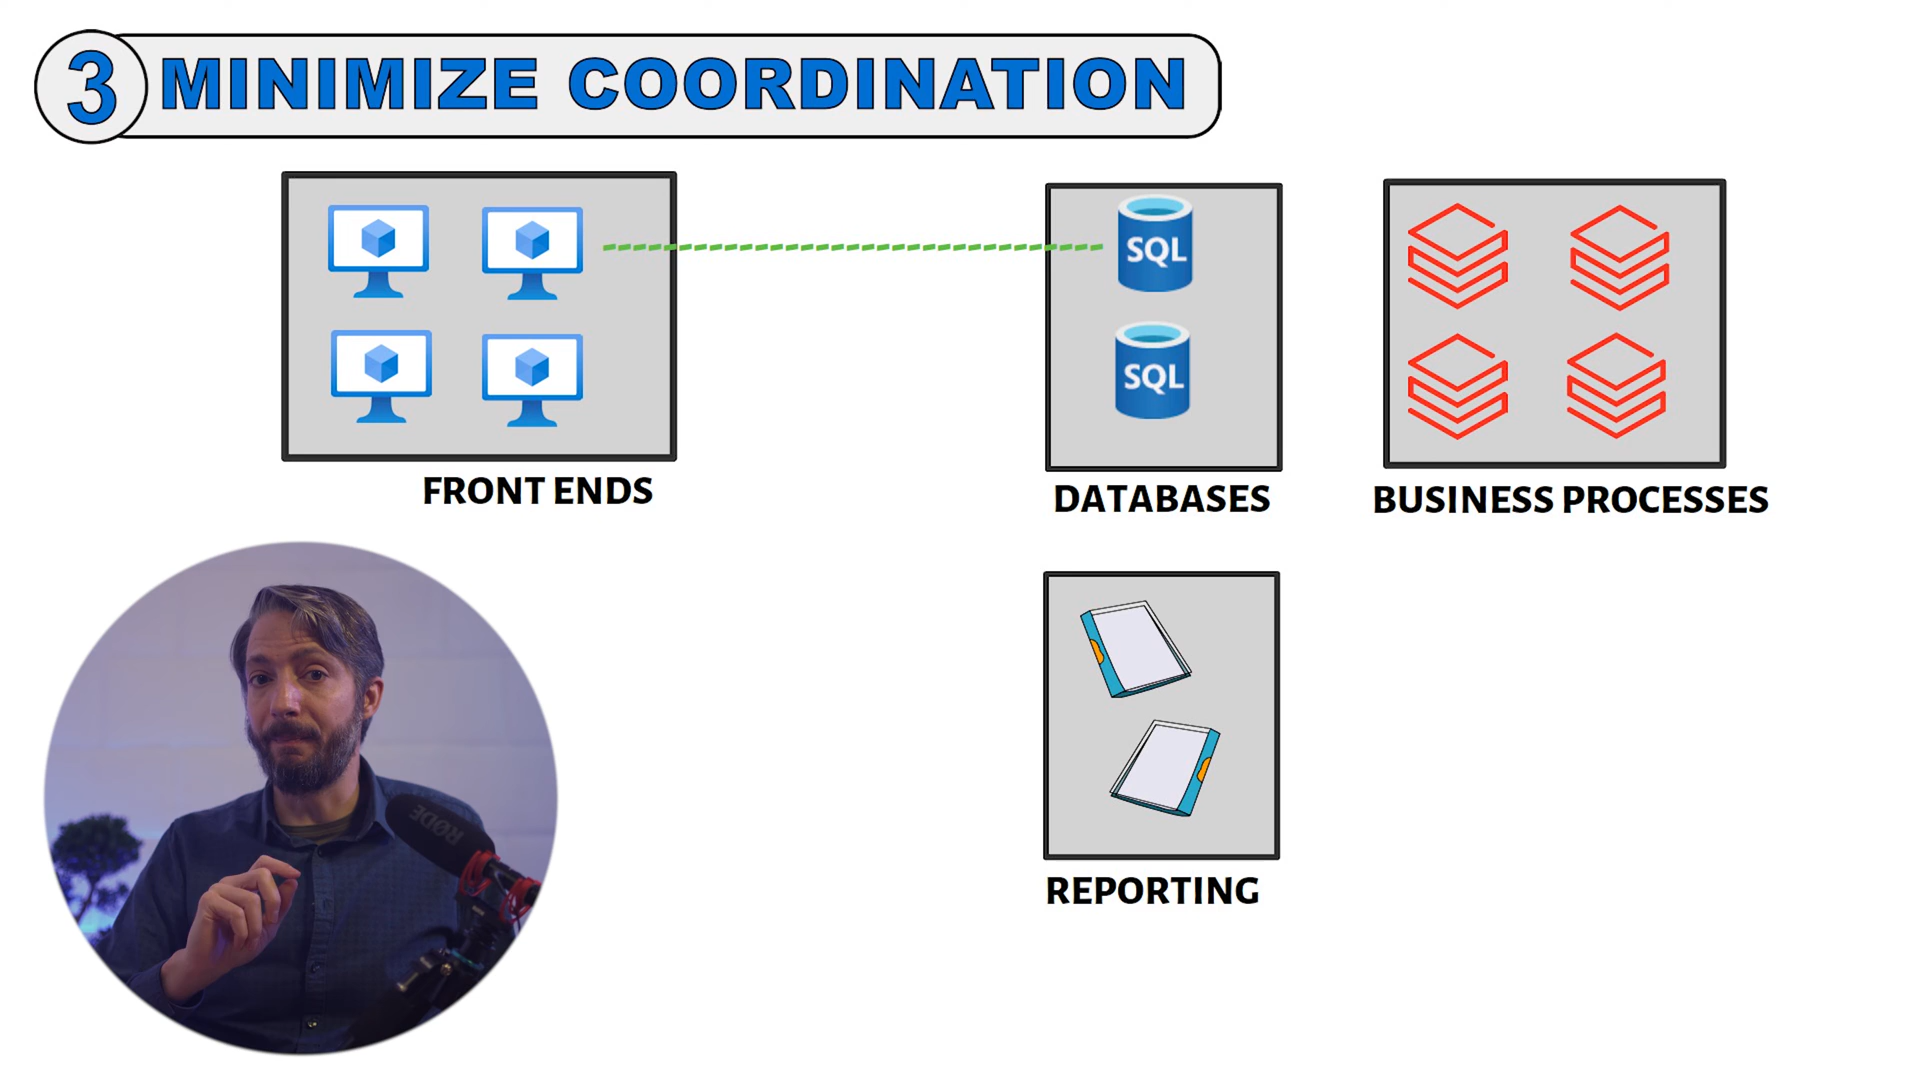 3 MINIMIZE COORDINATION
SQL
SQL
FRONT ENDS
DATABASES
BUSINESS PROCESSES
RØDE
REPORTING